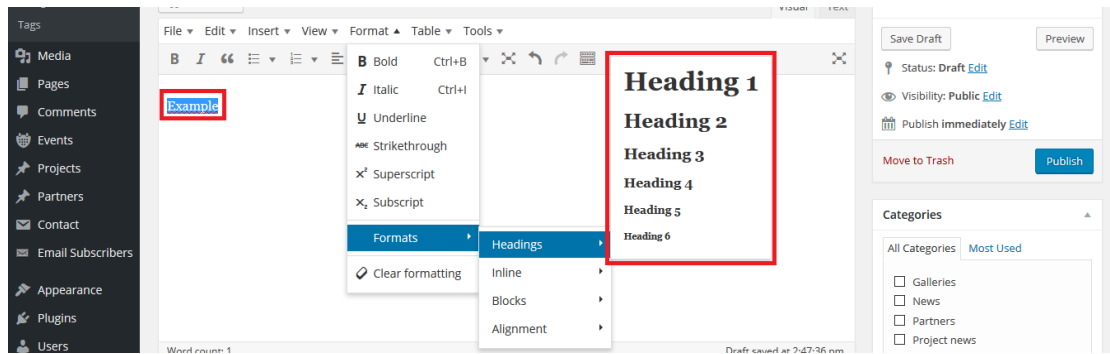 Tags
Media
Pages
Comments
Events
Projects
Partners
Contact
Email Subscribers
Appearance
Plugins
Users
Visual Text
File Edit Insert View Format Table Tools
B I
Example
B Bold Ctrl+B
I Italic Ctrl+I
U Underline
ABC Strikethrough
x² Superscript
x₂ Subscript
Formats
Clear formatting
Headings
Inline
Blocks
Alignment
Heading 1
Heading 2
Heading 3
Heading 4
Heading 5
Heading 6
Word count: 1
Draft saved at 2:47:36 pm
Save Draft Preview
Status: Draft Edit
Visibility: Public Edit
Publish immediately Edit
Move to Trash Publish
Categories
All Categories Most Used
Galleries
News
Partners
Project news